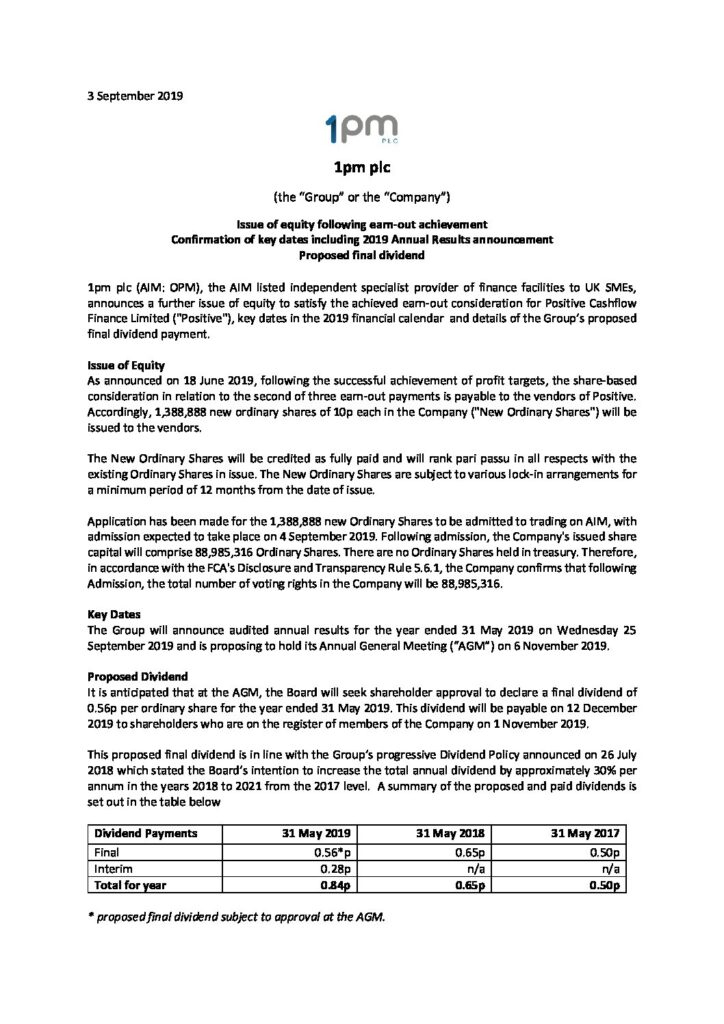 3 September 2019
1pm
PLC
1pm plc
(the “Group” or the “Company”)
Issue of equity following earn-out achievement
Confirmation of key dates including 2019 Annual Results announcement
Proposed final dividend
1pm plc (AIM: OPM), the AIM listed independent specialist provider of finance facilities to UK SMEs,
announces a further issue of equity to satisfy the achieved earn-out consideration for Positive Cashflow
Finance Limited ("Positive"), key dates in the 2019 financial calendar and details of the Group’s proposed
final dividend payment.
Issue of Equity
As announced on 18 June 2019, following the successful achievement of profit targets, the share-based
consideration in relation to the second of three earn-out payments is payable to the vendors of Positive.
Accordingly, 1,388,888 new ordinary shares of 10p each in the Company ("New Ordinary Shares") will be
issued to the vendors.
The New Ordinary Shares will be credited as fully paid and will rank pari passu in all respects with the
existing Ordinary Shares in issue. The New Ordinary Shares are subject to various lock-in arrangements for
a minimum period of 12 months from the date of issue.
Application has been made for the 1,388,888 new Ordinary Shares to be admitted to trading on AIM, with
admission expected to take place on 4 September 2019. Following admission, the Company's issued share
capital will comprise 88,985,316 Ordinary Shares. There are no Ordinary Shares held in treasury. Therefore,
in accordance with the FCA's Disclosure and Transparency Rule 5.6.1, the Company confirms that following
Admission, the total number of voting rights in the Company will be 88,985,316.
Key Dates
The Group will announce audited annual results for the year ended 31 May 2019 on Wednesday 25
September 2019 and is proposing to hold its Annual General Meeting (“AGM”) on 6 November 2019.
Proposed Dividend
It is anticipated that at the AGM, the Board will seek shareholder approval to declare a final dividend of
0.56p per ordinary share for the year ended 31 May 2019. This dividend will be payable on 12 December
2019 to shareholders who are on the register of members of the Company on 1 November 2019.
This proposed final dividend is in line with the Group’s progressive Dividend Policy announced on 26 July
2018 which stated the Board’s intention to increase the total annual dividend by approximately 30% per
annum in the years 2018 to 2021 from the 2017 level. A summary of the proposed and paid dividends is
set out in the table below
Dividend Payments 31 May 2019 31 May 2018 31 May 2017
Final 0.56*p 0.65p 0.50p
Interim 0.28p n/a n/a
Total for year 0.84p 0.65p 0.50p
* proposed final dividend subject to approval at the AGM.